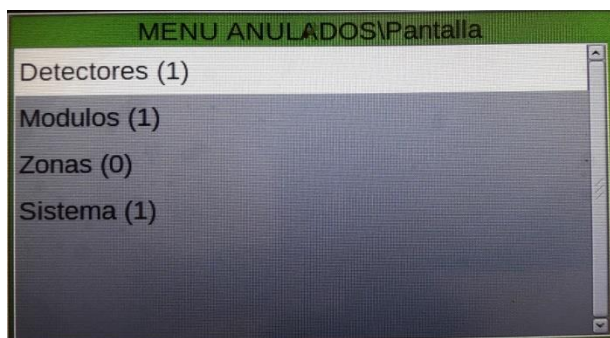 MENU ANULADOS\Pantalla
Detectores (1)
Modulos (1)
Zonas (0)
Sistema (1)